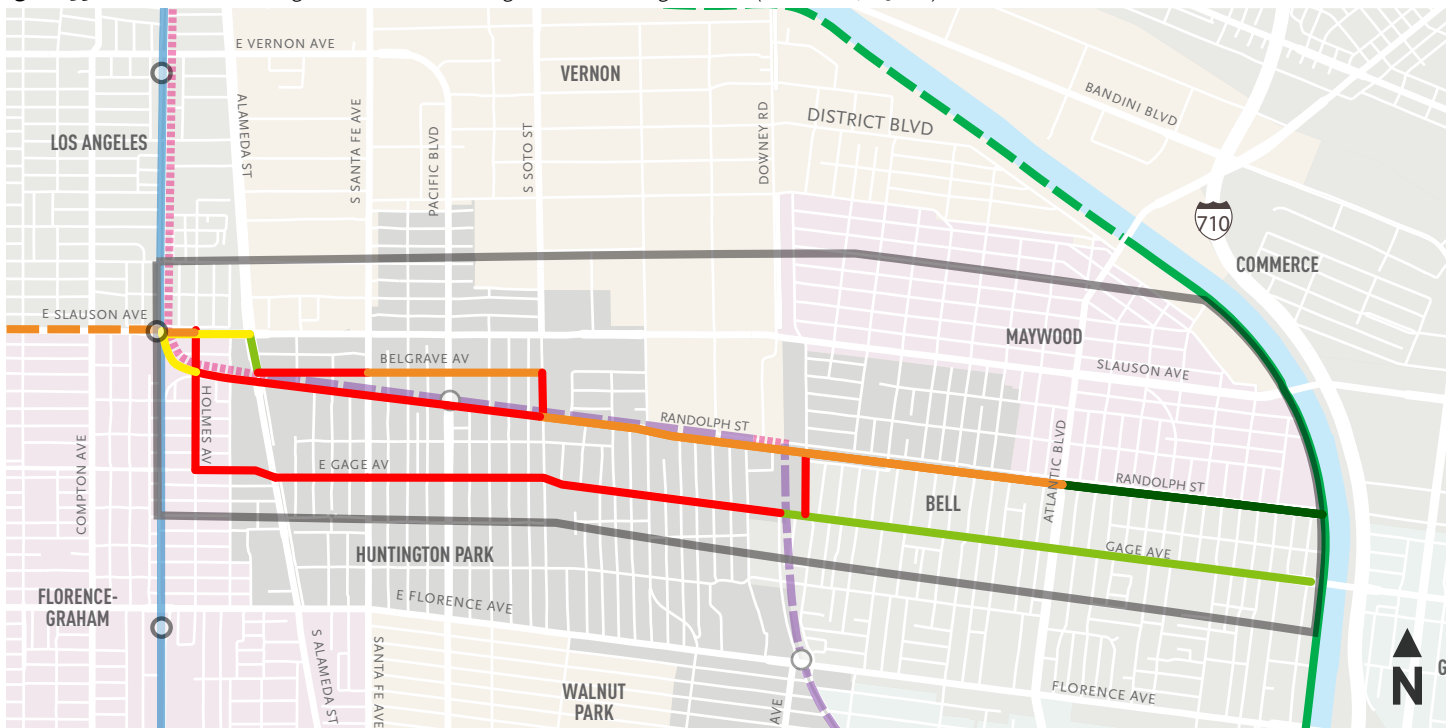 E VERNON AVE
VERNON
BANDINI BLVD
DISTRICT BLVD
LOS ANGELES
ALAMEDA ST
S SANTA FE AVE
PACIFIC BLVD
S SOTO ST
DOWNEY RD
710
COMMERCE
E SLAUSON AVE
MAYWOOD
BELGRAVE AV
SLAUSON AVE
HOLMES AV
RANDOLPH ST
COMPTON AVE
E GAGE AV
ATLANTIC BLVD
RANDOLPH ST
BELL
GAGE AVE
HUNTINGTON PARK
FLORENCE-
GRAHAM
E FLORENCE AVE
S ALAMEDA ST
SANTA FE AVE
WALNUT
PARK
AVE
FLORENCE AVE
N
G